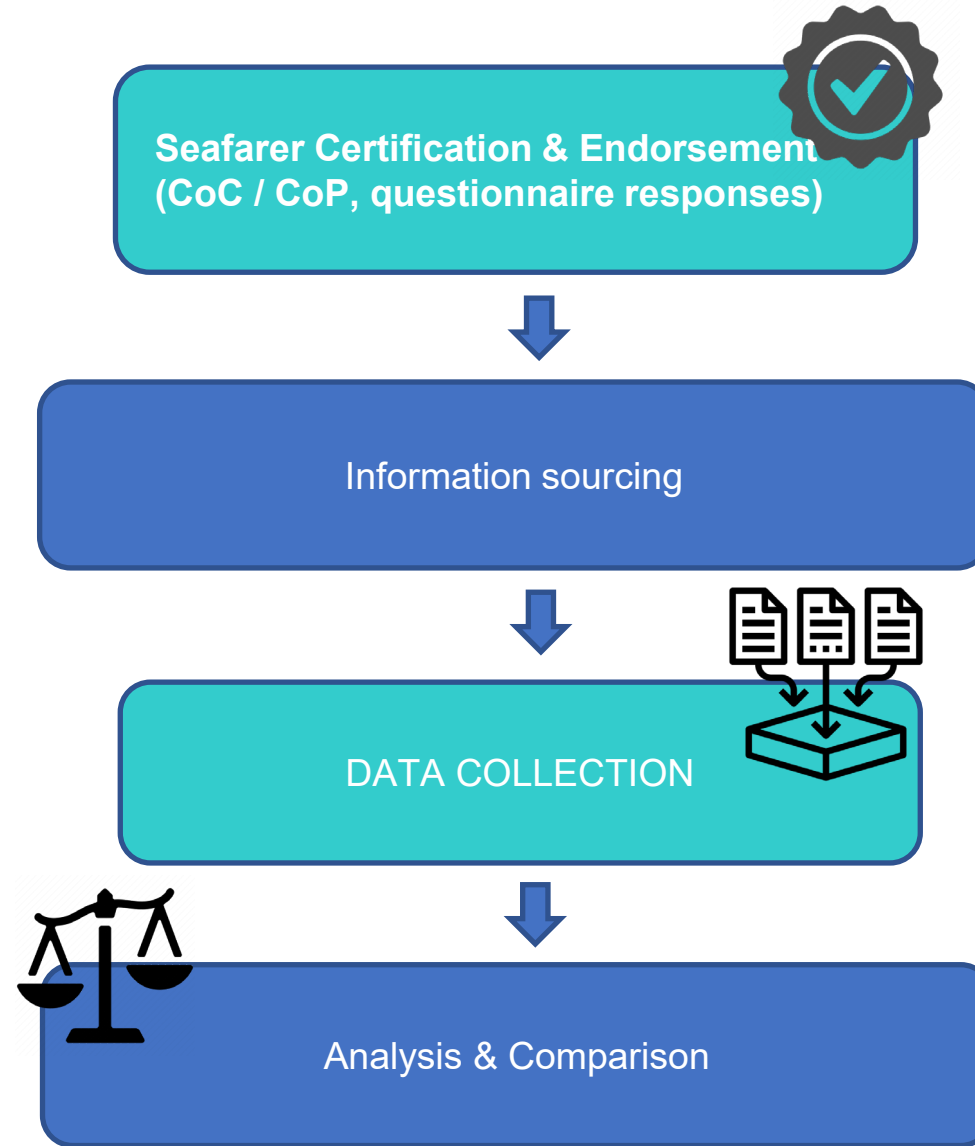 Seafarer Certification & Endorsement
(CoC / CoP, questionnaire responses)
Information sourcing
DATA COLLECTION
Analysis & Comparison